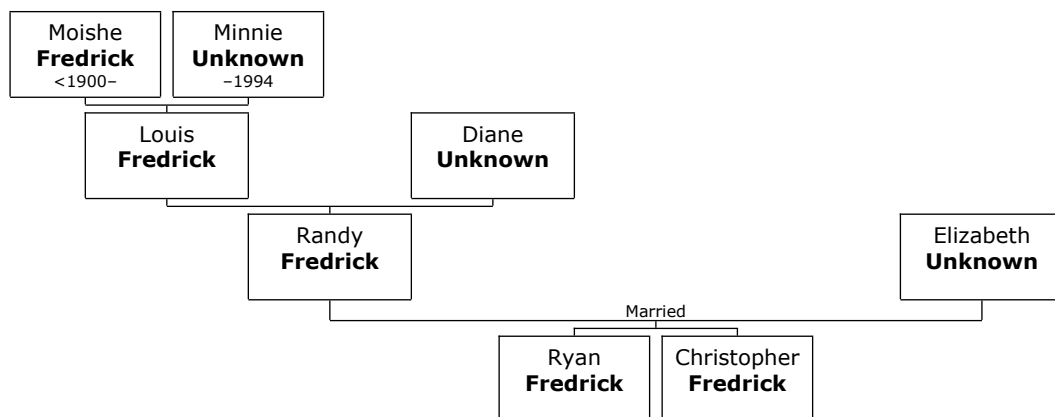 Moishe
Fredrick
<1900–
Minnie
Unknown
–1994
Louis
Fredrick
Diane
Unknown
Randy
Fredrick
Elizabeth
Unknown
Married
Ryan
Fredrick
Christopher
Fredrick